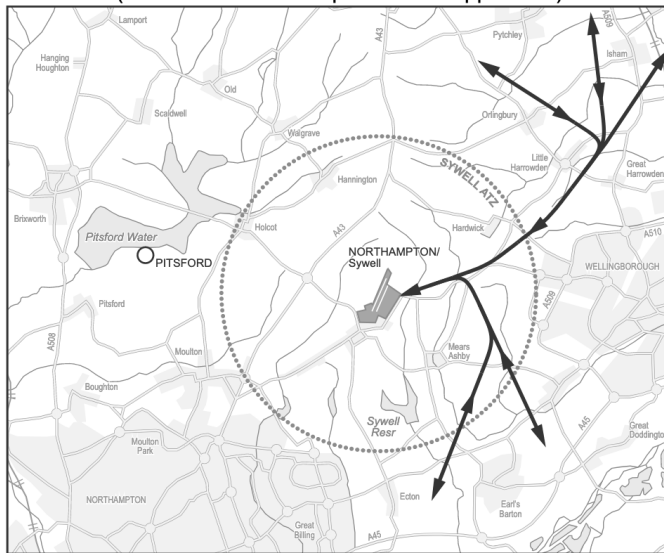 Lamport
A43
Pytchley
A509
Hanging
Houghton
Isham
Old
Scaldwell
Orlingbury
Walgrave
Little
Harrowden
SYWELL ATZ
Great
Harrowden
Hannington
Brixworth
Holcot
A43
Hardwick
A510
Pitsford Water
NORTHAMPTON/
Sywell
PITSFORD
WELLINGBOROUGH
A509
Pitsford
A508
Moulton
Mears
Ashby
Boughton
Sywell
Resr
A45
Great
Doddington
Moulton
Park
NORTHAMPTON
Ecton
Earl's
Barton
Great
Billing
A45